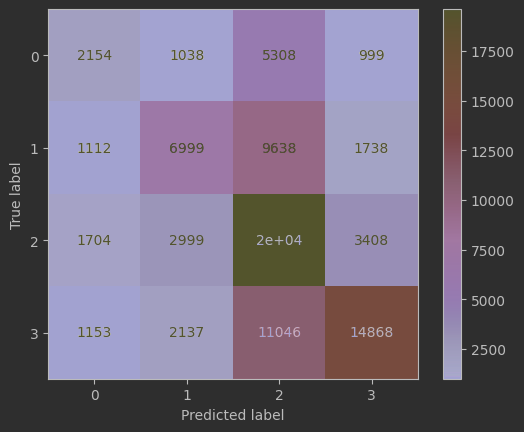 0 2154 1038 5308 999
1 1112 6999 9638 1738
2 1704 2999 2e+04 3408
3 1153 2137 11046 14868
0 1 2 3
True label
Predicted label
17500
15000
12500
10000
7500
5000
2500